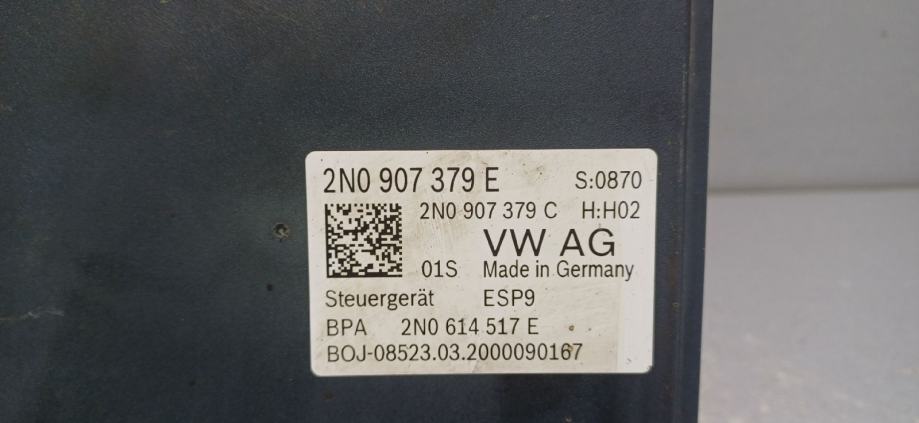 2N0 907 379 E S:0870
2N0 907 379 C H:H02
VW AG
01S Made in Germany
Steuergerät ESP9
BPA 2N0 614 517 E
BOJ-08523.03.2000090167